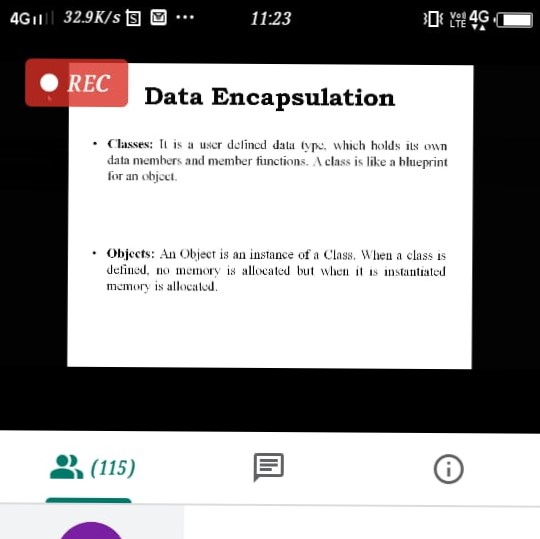 4G 32.9K/s S ... 11:23 VoU LTE 4G
REC
Data Encapsulation
• Classes: It is a user defined data type, which holds its own
data members and member functions. A class is like a blueprint
for an object.
• Objects: An Object is an instance of a Class. When a class is
defined, no memory is allocated but when it is instantiated
memory is allocated.
(115)